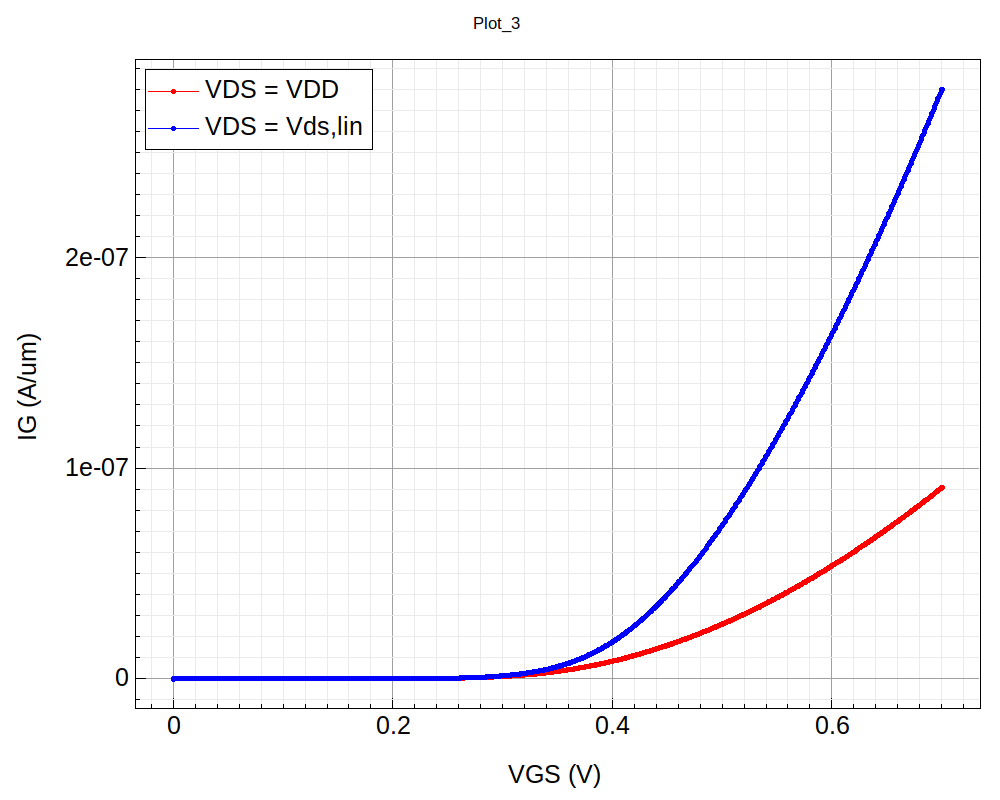 Plot_3
VDS = VDD
VDS = Vds,lin
2e-07
1e-07
0
IG (A/um)
0 0.2 0.4 0.6
VGS (V)